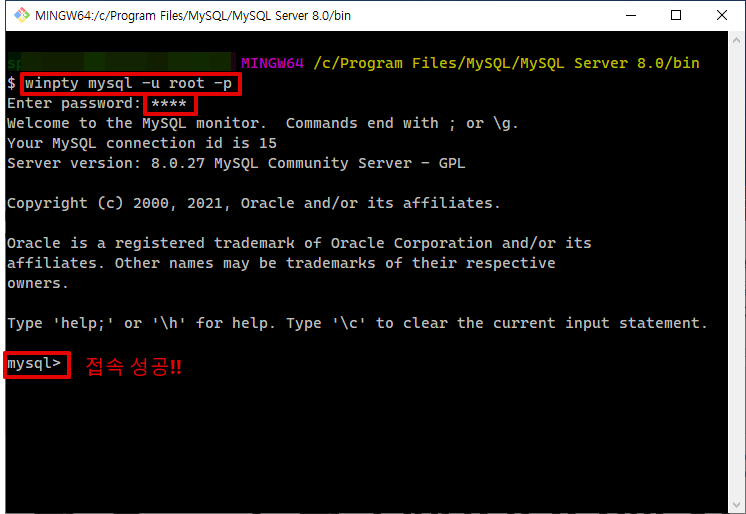 MINGW64:/c/Program Files/MySQL/MySQL Server 8.0/bin
MINGW64 /c/Program Files/MySQL/MySQL Server 8.0/bin
$ winpty mysql -u root -p
Enter password: ****
Welcome to the MySQL monitor.  Commands end with ; or \g.
Your MySQL connection id is 15
Server version: 8.0.27 MySQL Community Server - GPL
Copyright (c) 2000, 2021, Oracle and/or its affiliates.
Oracle is a registered trademark of Oracle Corporation and/or its
affiliates. Other names may be trademarks of their respective
owners.
Type 'help;' or '\h' for help. Type '\c' to clear the current input statement.
mysql> 접속 성공!!